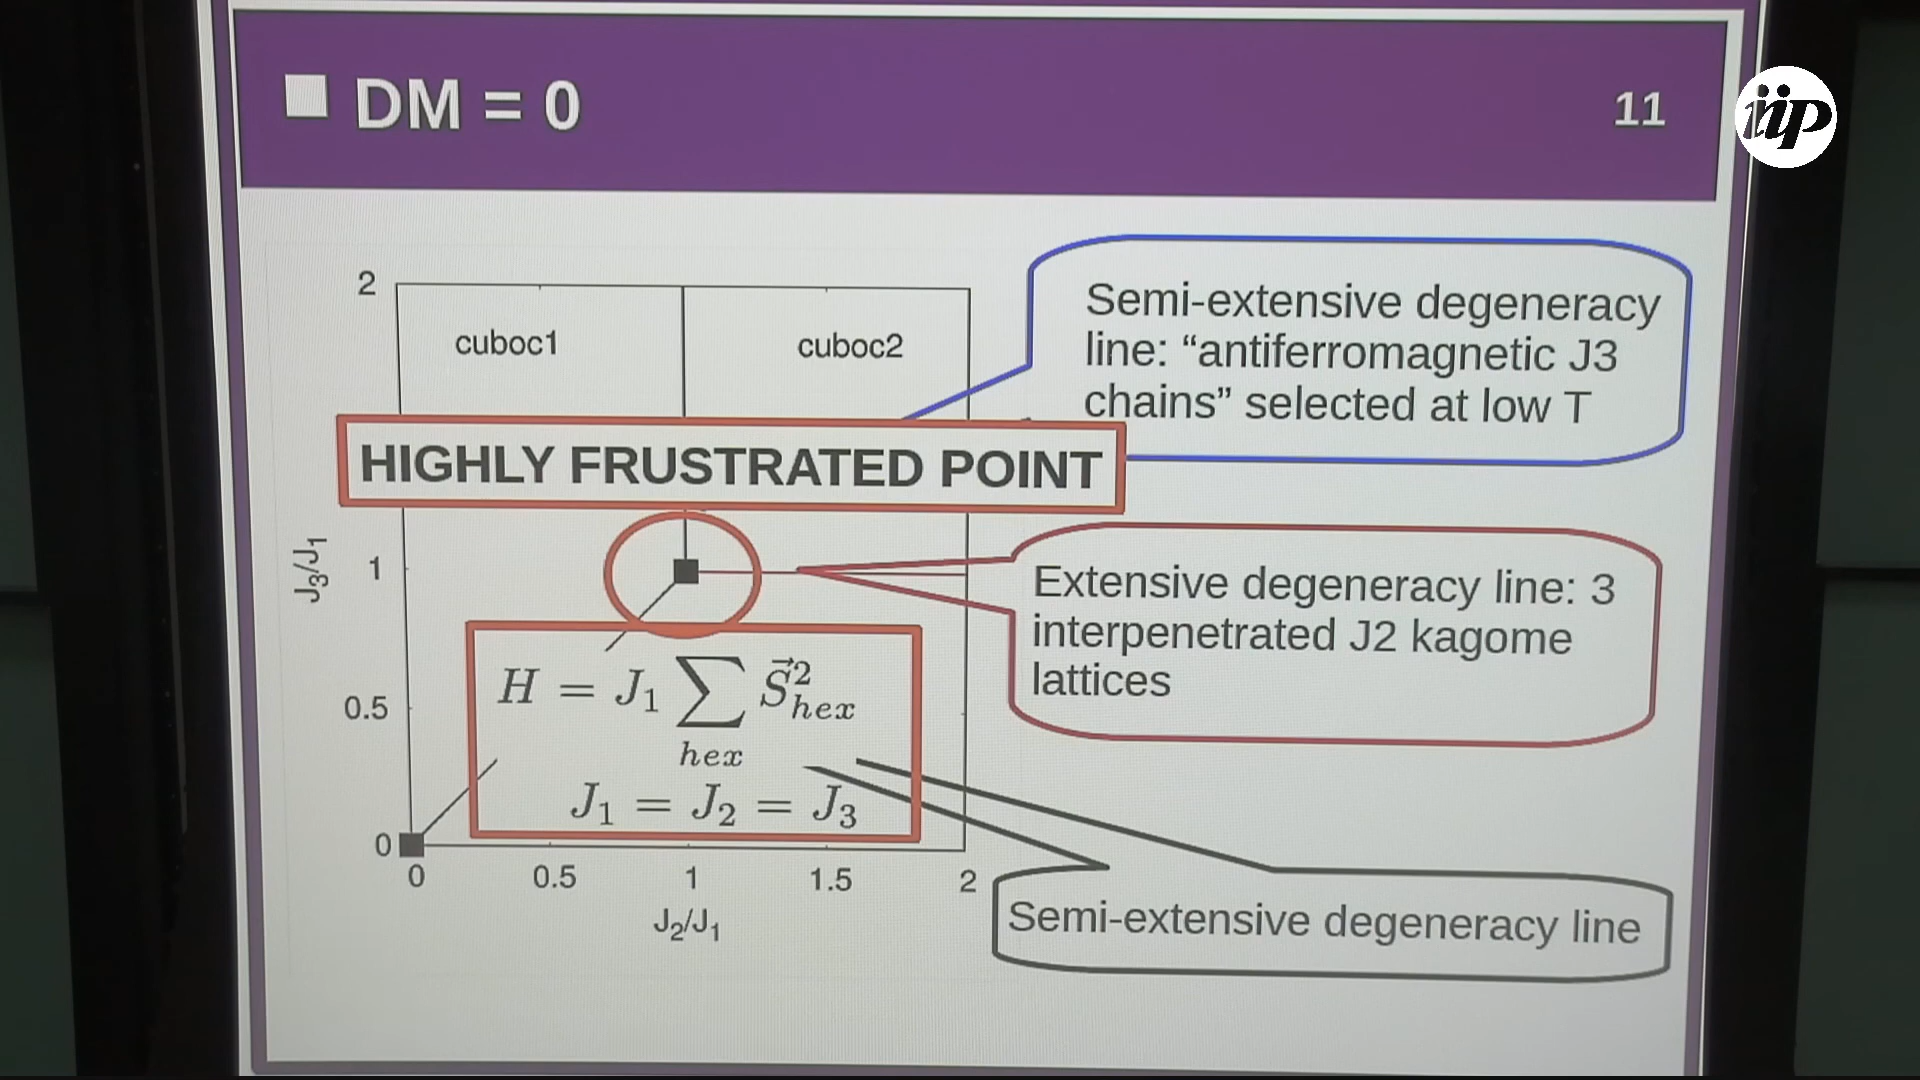 DM = 0
11
iip
2
cuboc1
cuboc2
Semi-extensive degeneracy
line: “antiferromagnetic J3
chains” selected at low T
HIGHLY FRUSTRATED POINT
J3/J1
1
Extensive degeneracy line: 3
interpenetrated J2 kagome
lattices
H = J₁ ∑ S⃗²hex
hex
0.5
J₁ = J₂ = J₃
0
0
0.5
1
1.5
2
J₂/J₁
Semi-extensive degeneracy line